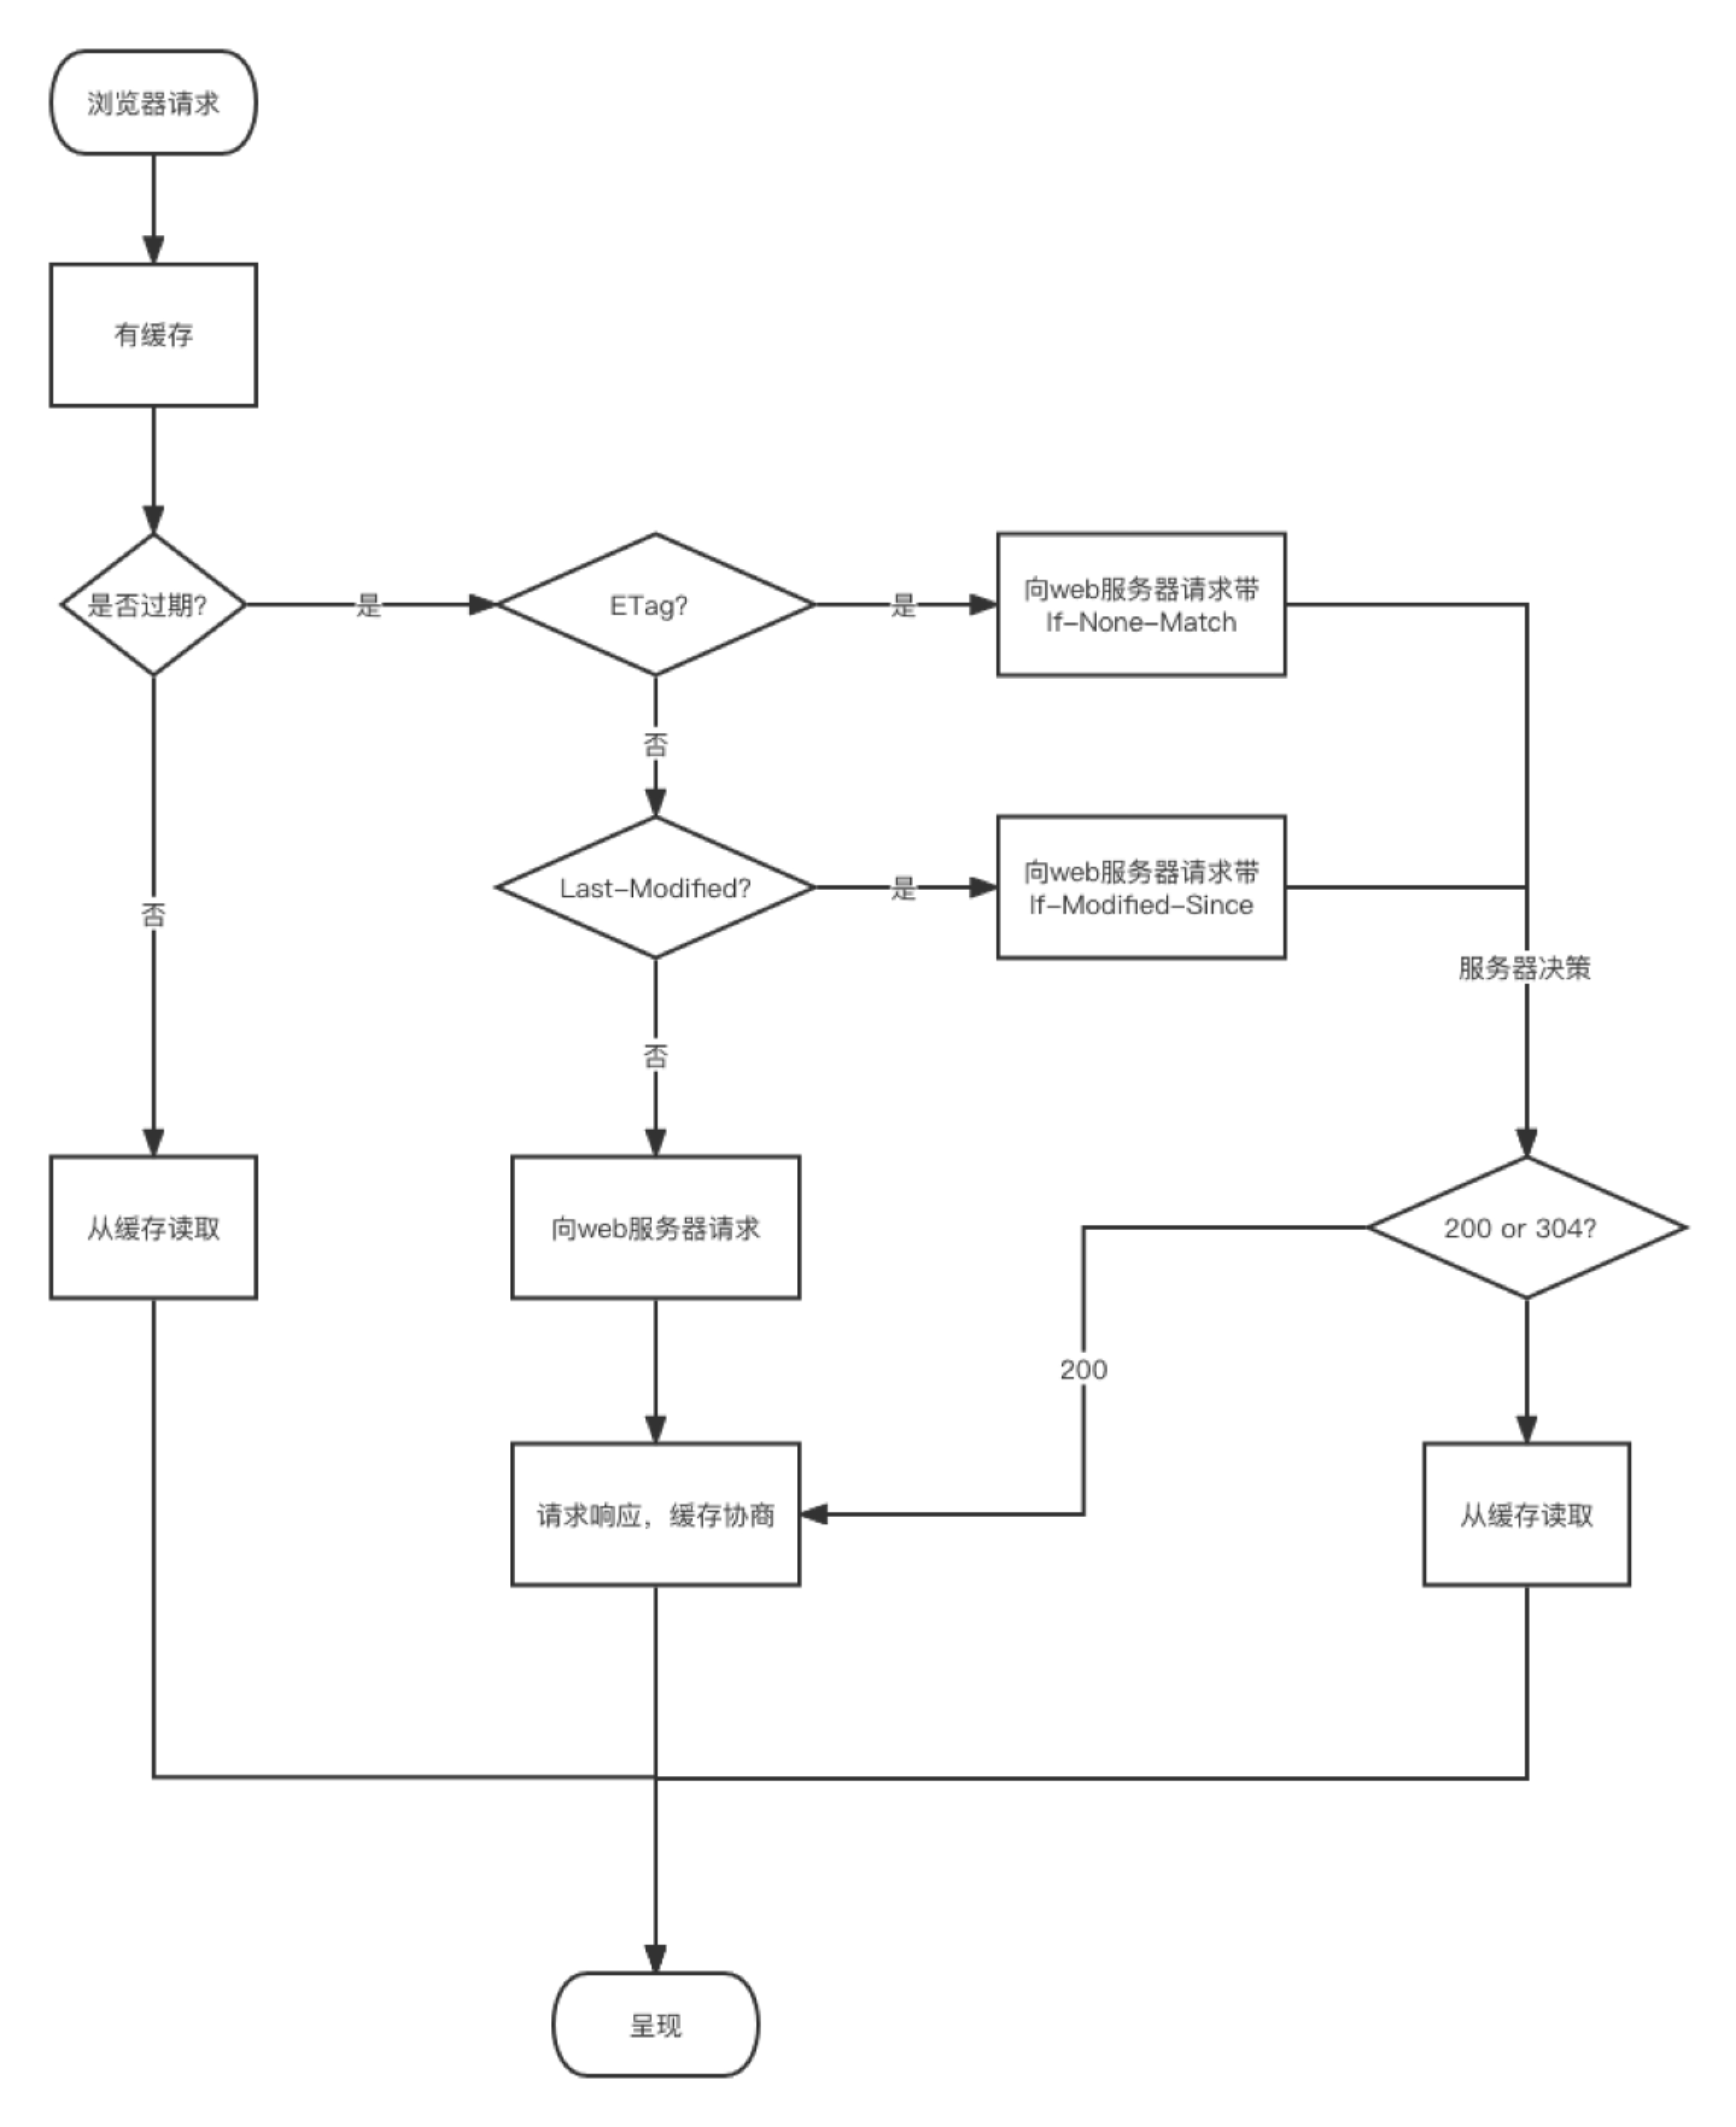 浏览器请求
有缓存
是否过期?
是
ETag?
是
向web服务器请求带
If-None-Match
否
Last-Modified?
是
向web服务器请求带
If-Modified-Since
否
服务器决策
否
从缓存读取
向web服务器请求
200 or 304?
200
请求响应，缓存协商
从缓存读取
呈现